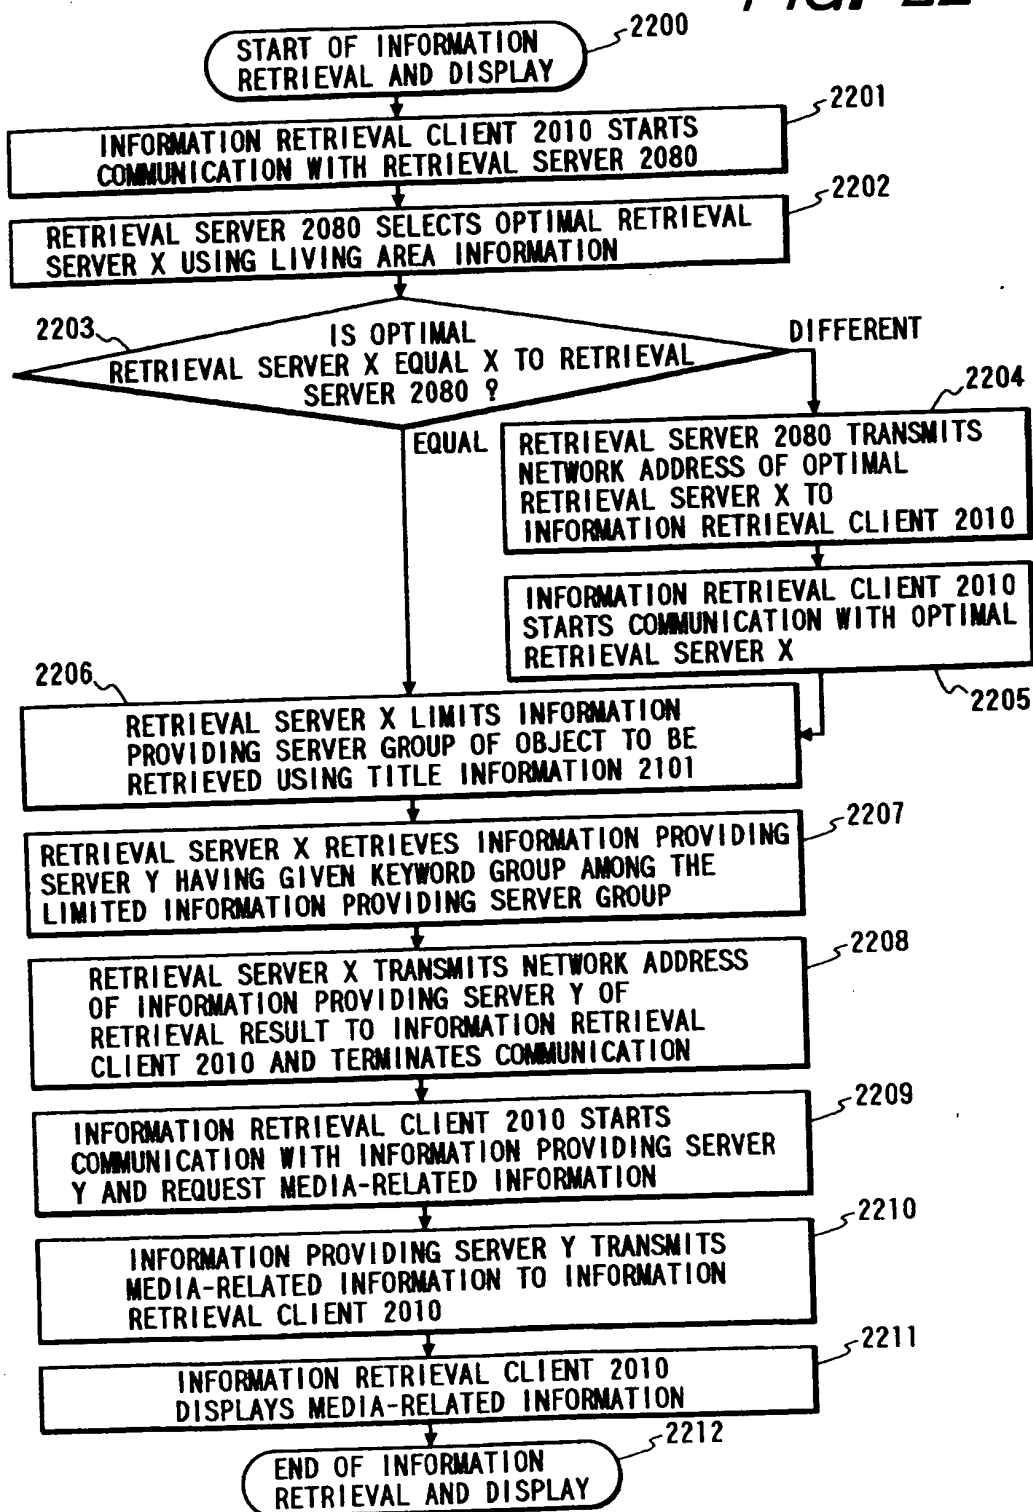 FIG. 22
2200
START OF INFORMATION
RETRIEVAL AND DISPLAY
2201
INFORMATION RETRIEVAL CLIENT 2010 STARTS
COMMUNICATION WITH RETRIEVAL SERVER 2080
2202
RETRIEVAL SERVER 2080 SELECTS OPTIMAL RETRIEVAL
SERVER X USING LIVING AREA INFORMATION
2203
IS OPTIMAL
RETRIEVAL SERVER X EQUAL X TO RETRIEVAL
SERVER 2080 ?
DIFFERENT
EQUAL
2204
RETRIEVAL SERVER 2080 TRANSMITS
NETWORK ADDRESS OF OPTIMAL
RETRIEVAL SERVER X TO
INFORMATION RETRIEVAL CLIENT 2010
INFORMATION RETRIEVAL CLIENT 2010
STARTS COMMUNICATION WITH OPTIMAL
RETRIEVAL SERVER X
2205
2206
RETRIEVAL SERVER X LIMITS INFORMATION
PROVIDING SERVER GROUP OF OBJECT TO BE
RETRIEVED USING TITLE INFORMATION 2101
2207
RETRIEVAL SERVER X RETRIEVES INFORMATION PROVIDING
SERVER Y HAVING GIVEN KEYWORD GROUP AMONG THE
LIMITED INFORMATION PROVIDING SERVER GROUP
2208
RETRIEVAL SERVER X TRANSMITS NETWORK ADDRESS
OF INFORMATION PROVIDING SERVER Y OF
RETRIEVAL RESULT TO INFORMATION RETRIEVAL
CLIENT 2010 AND TERMINATES COMMUNICATION
2209
INFORMATION RETRIEVAL CLIENT 2010 STARTS
COMMUNICATION WITH INFORMATION PROVIDING SERVER
Y AND REQUEST MEDIA-RELATED INFORMATION
2210
INFORMATION PROVIDING SERVER Y TRANSMITS
MEDIA-RELATED INFORMATION TO INFORMATION
RETRIEVAL CLIENT 2010
2211
INFORMATION RETRIEVAL CLIENT 2010
DISPLAYS MEDIA-RELATED INFORMATION
2212
END OF INFORMATION
RETRIEVAL AND DISPLAY